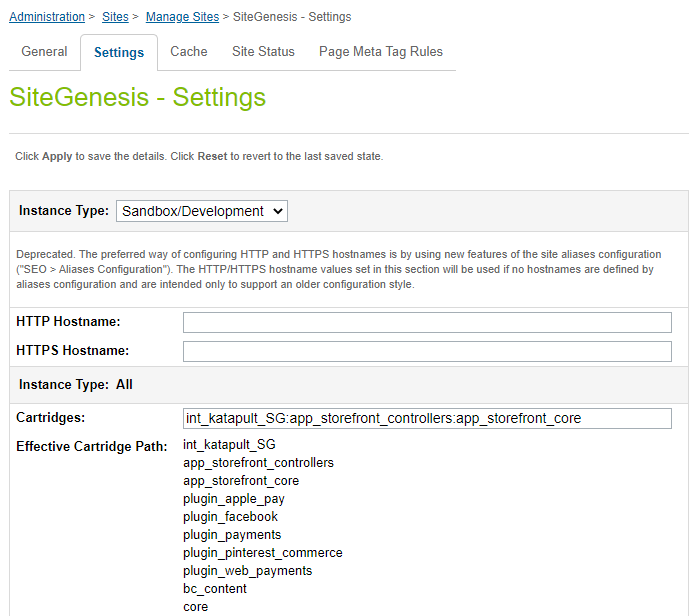 Administration > Sites > Manage Sites > SiteGenesis - Settings
General Settings Cache Site Status Page Meta Tag Rules
SiteGenesis - Settings
Click Apply to save the details. Click Reset to revert to the last saved state.
Instance Type: Sandbox/Development
Deprecated. The preferred way of configuring HTTP and HTTPS hostnames is by using new features of the site aliases configuration
("SEO > Aliases Configuration"). The HTTP/HTTPS hostname values set in this section will be used if no hostnames are defined by
aliases configuration and are intended only to support an older configuration style.
HTTP Hostname:
HTTPS Hostname:
Instance Type: All
Cartridges: int_katapult_SG:app_storefront_controllers:app_storefront_core
Effective Cartridge Path: int_katapult_SG
app_storefront_controllers
app_storefront_core
plugin_apple_pay
plugin_facebook
plugin_payments
plugin_pinterest_commerce
plugin_web_payments
bc_content
core